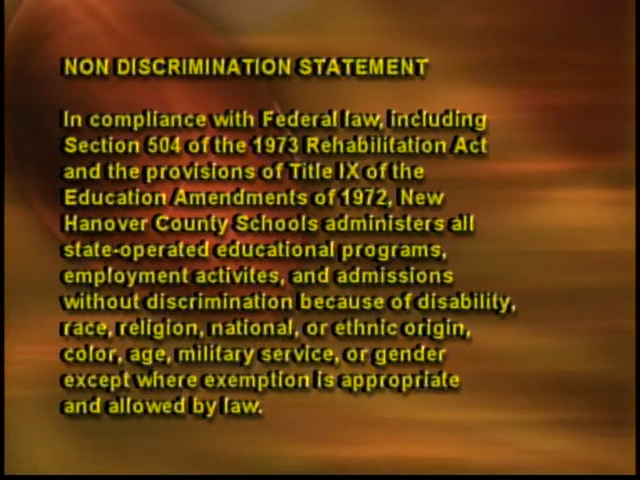 NON DISCRIMINATION STATEMENT
In compliance with Federal law, including
Section 504 of the 1973 Rehabilitation Act
and the provisions of Title IX of the
Education Amendments of 1972, New
Hanover County Schools administers all
state-operated educational programs,
employment activites, and admissions
without discrimination because of disability,
race, religion, national, or ethnic origin,
color, age, military service, or gender
except where exemption is appropriate
and allowed by law.